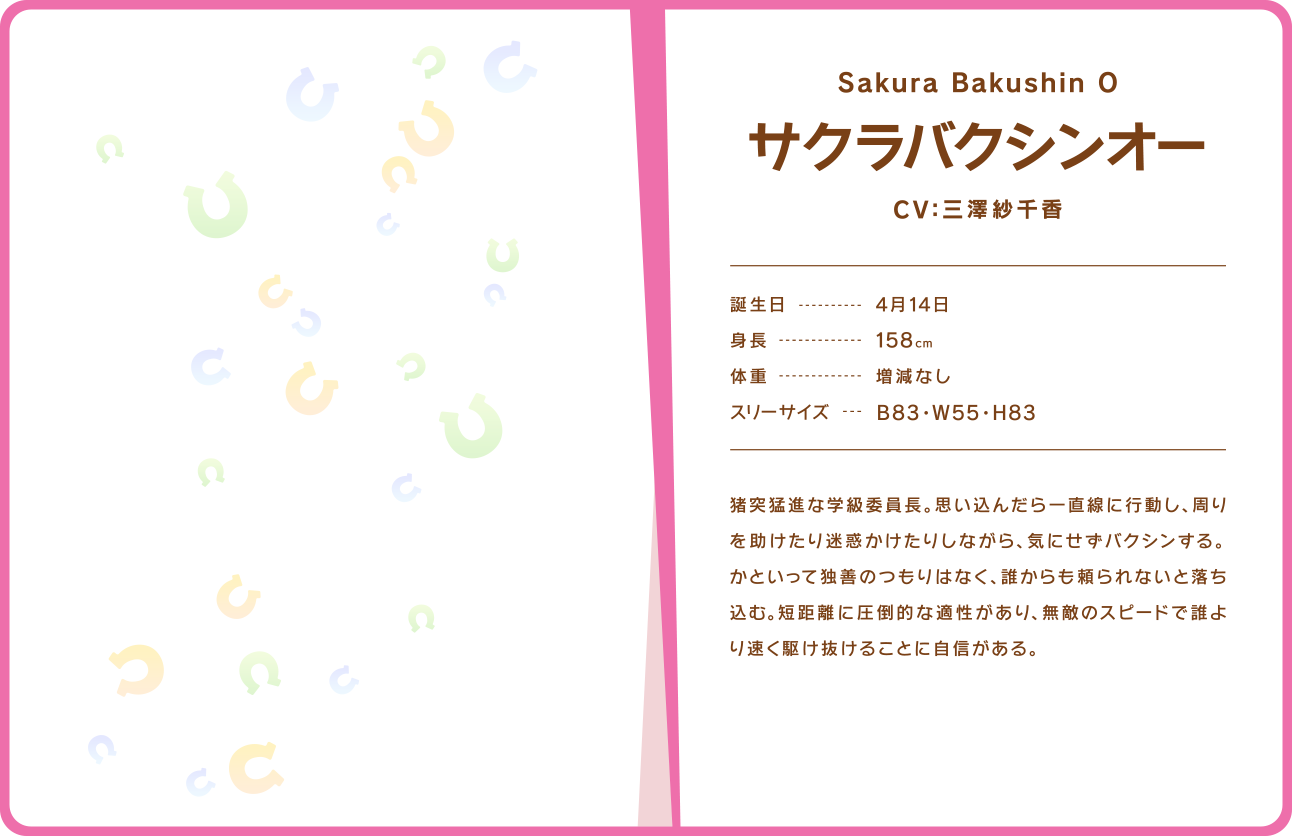 Sakura Bakushin O
サクラバクシンオー
CV:三澤紗千香
誕生日 ---------- 4月14日
身長 ------------- 158cm
体重 ------------- 増減なし
スリーサイズ --- B83・W55・H83
猪突猛進な学級委員長。思い込んだら一直線に行動し、周り
を助けたり迷惑かけたりしながら、気にせずバクシンする。
かといって独善のつもりはなく、誰からも頼られないと落ち
込む。短距離に圧倒的な適性があり、無敵のスピードで誰よ
り速く駆け抜けることに自信がある。